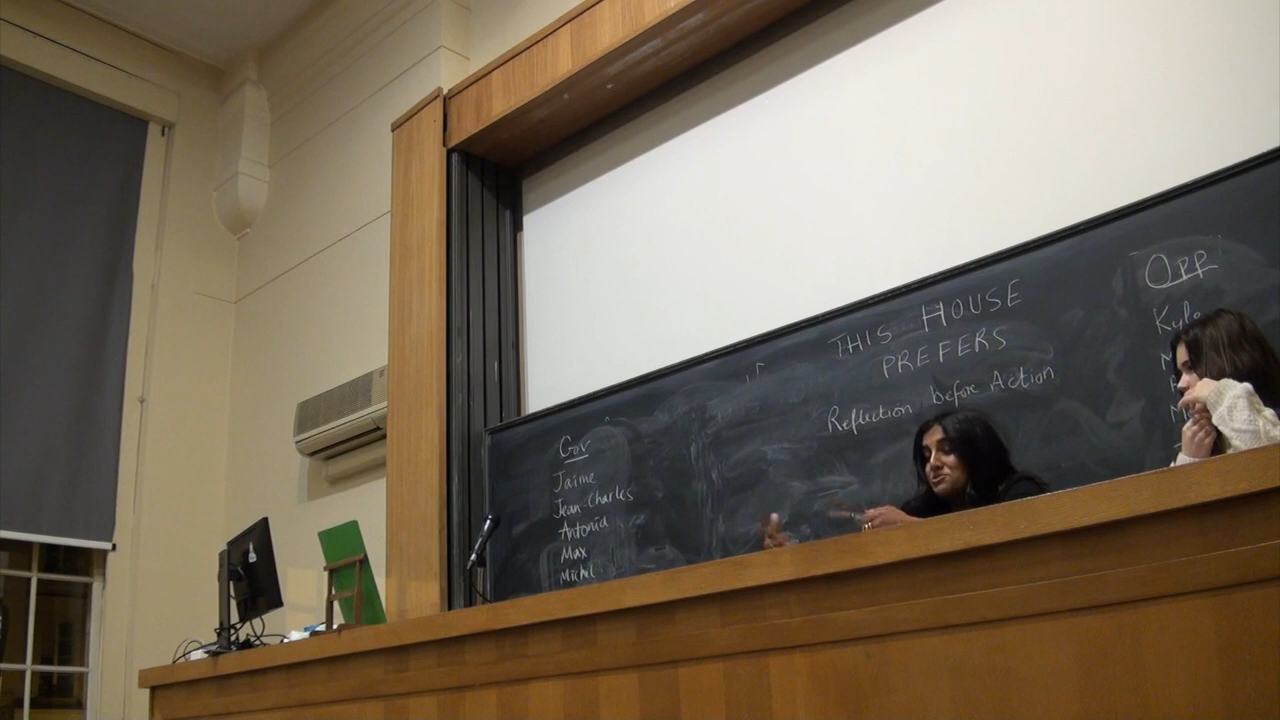 Gov
Jaime
Jean-Charles
Antonia
Max
Michel
THIS HOUSE
PREFERS
Reflection before Action
OPP
Kyle